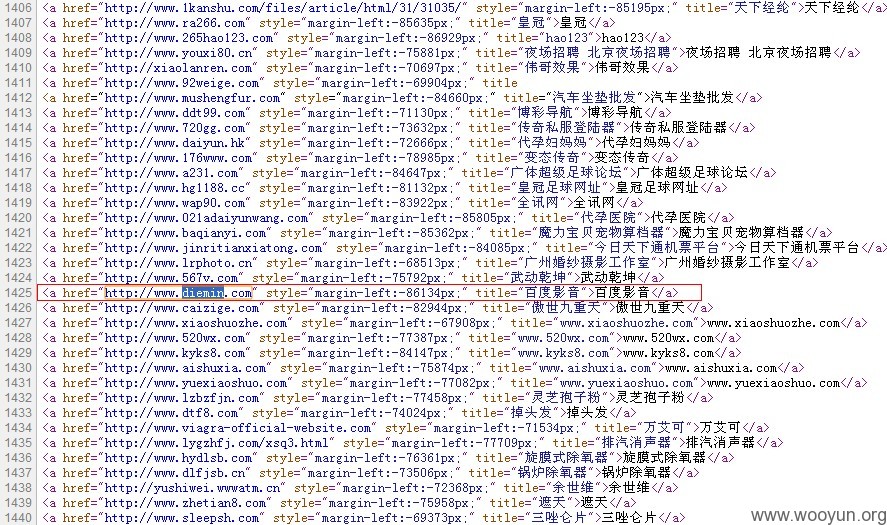 1406 <a href="http://www.1kanshu.com/files/article/html/31/31035/" style="margin-left:-85195px;" title="天下经纶">天下经纶</a>
1407 <a href="http://www.ra266.com" style="margin-left:-85635px;" title="皇冠">皇冠</a>
1408 <a href="http://www.265hao123.com" style="margin-left:-86929px;" title="hao123">hao123</a>
1409 <a href="http://www.youxi80.cn" style="margin-left:-75881px;" title="夜场招聘 北京夜场招聘">夜场招聘 北京夜场招聘</a>
1410 <a href="http://xiaolanren.com" style="margin-left:-70697px;" title="伟哥效果">伟哥效果</a>
1411 <a href="http://www.92weige.com" style="margin-left:-69904px;" title
1412 <a href="http://www.mushengfur.com" style="margin-left:-84660px;" title="汽车坐垫批发">汽车坐垫批发</a>
1413 <a href="http://www.ddt99.com" style="margin-left:-71130px;" title="博彩导航">博彩导航</a>
1414 <a href="http://www.720gg.com" style="margin-left:-73632px;" title="传奇私服登陆器">传奇私服登陆器</a>
1415 <a href="http://www.daiyun.hk" style="margin-left:-72666px;" title="代孕妇妈妈">代孕妇妈妈</a>
1416 <a href="http://www.176www.com" style="margin-left:-78985px;" title="变态传奇">变态传奇</a>
1417 <a href="http://www.a231.com" style="margin-left:-84647px;" title="广体超级足球论坛">广体超级足球论坛</a>
1418 <a href="http://www.hg1188.cc" style="margin-left:-81132px;" title="皇冠足球网址">皇冠足球网址</a>
1419 <a href="http://www.wap90.com" style="margin-left:-83922px;" title="全讯网">全讯网</a>
1420 <a href="http://www.021adaiyunwang.com" style="margin-left:-85805px;" title="代孕医院">代孕医院</a>
1421 <a href="http://www.baqianyi.com" style="margin-left:-85362px;" title="魔力宝贝宠物算档器">魔力宝贝宠物算档器</a>
1422 <a href="http://www.jinritianxiatong.com" style="margin-left:-84085px;" title="今日天下通机票平台">今日天下通机票平台</a>
1423 <a href="http://www.lrphoto.cn" style="margin-left:-68513px;" title="广州婚纱摄影工作室">广州婚纱摄影工作室</a>
1424 <a href="http://www.567v.com" style="margin-left:-75792px;" title="武动乾坤">武动乾坤</a>
1425 <a href="http://www.diemin.com" style="margin-left:-86134px;" title="百度影音">百度影音</a>
1426 <a href="http://www.caizige.com" style="margin-left:-82944px;" title="傲世九重天">傲世九重天</a>
1427 <a href="http://www.xiaoshuozhe.com" style="margin-left:-67908px;" title="www.xiaoshuozhe.com">www.xiaoshuozhe.com</a>
1428 <a href="http://www.520wx.com" style="margin-left:-77387px;" title="www.520wx.com">www.520wx.com</a>
1429 <a href="http://www.kyks8.com" style="margin-left:-84147px;" title="www.kyks8.com">www.kyks8.com</a>
1430 <a href="http://www.aishuxia.com" style="margin-left:-75874px;" title="www.aishuxia.com">www.aishuxia.com</a>
1431 <a href="http://www.yuexiaoshuo.com" style="margin-left:-77082px;" title="www.yuexiaoshuo.com">www.yuexiaoshuo.com</a>
1432 <a href="http://www.lzbzfjn.com" style="margin-left:-77458px;" title="灵芝孢子粉">灵芝孢子粉</a>
1433 <a href="http://www.dtf8.com" style="margin-left:-74024px;" title="掉头发">掉头发</a>
1434 <a href="http://www.viagra-official-website.com" style="margin-left:-71534px;" title="万艾可">万艾可</a>
1435 <a href="http://www.lygzhfj.com/xsq3.html" style="margin-left:-77709px;" title="排汽消声器">排汽消声器</a>
1436 <a href="http://www.hydlsb.com" style="margin-left:-76361px;" title="旋膜式除氧器">旋膜式除氧器</a>
1437 <a href="http://www.dlfjsb.cn" style="margin-left:-73506px;" title="锅炉除氧器">锅炉除氧器</a>
1438 <a href="http://yushiwei.wwwatm.cn" style="margin-left:-72368px;" title="余世维">余世维</a>
1439 <a href="http://www.zhetian8.com" style="margin-left:-75958px;" title="遮天">遮天</a>
1440 <a href="http://www.sleepsh.com" style="margin-left:-69373px;" title="三唑仑片">三唑仑片</a>
www.wooyun.org